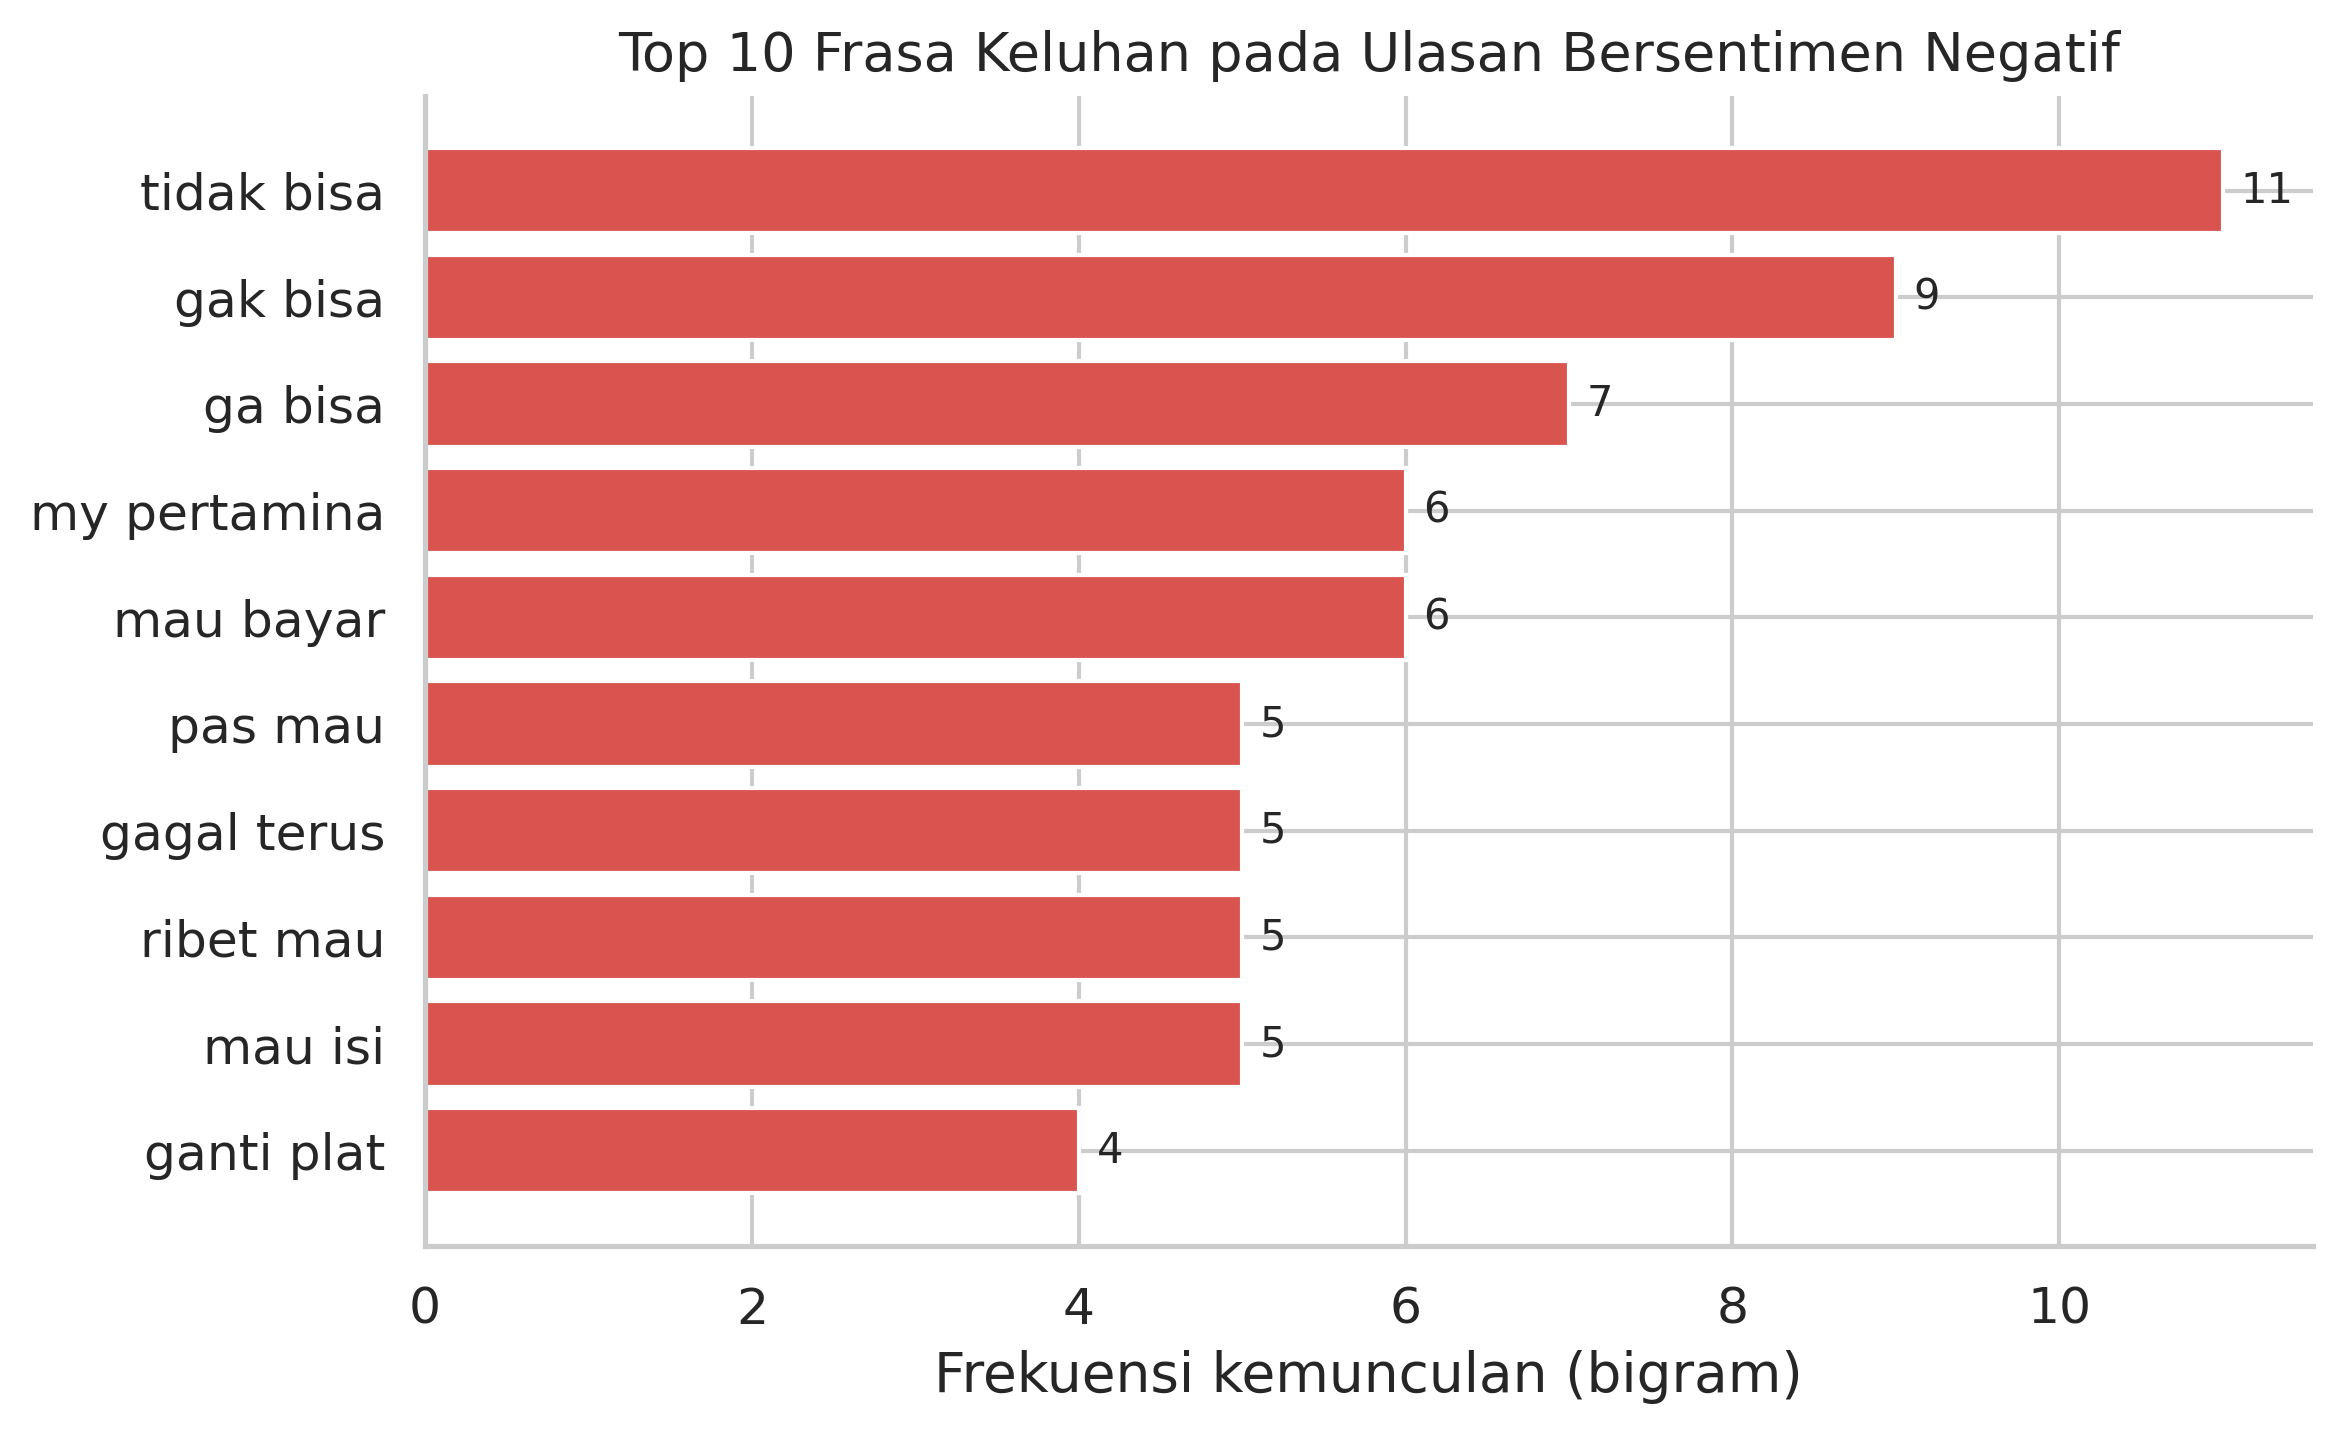 Top 10 Frasa Keluhan pada Ulasan Bersentimen Negatif
tidak bisa 11
gak bisa 9
ga bisa 7
my pertamina 6
mau bayar 6
pas mau 5
gagal terus 5
ribet mau 5
mau isi 5
ganti plat 4
0 2 4 6 8 10
Frekuensi kemunculan (bigram)